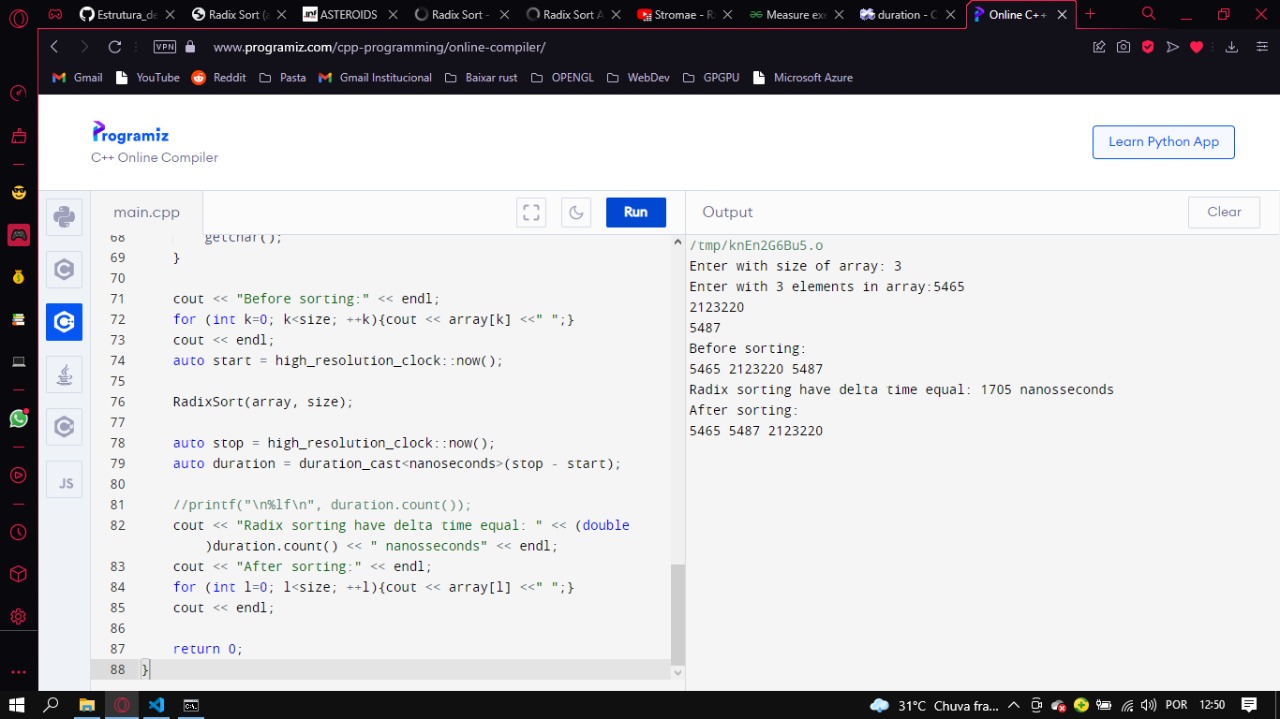 Estrutura_de
Radix Sort (a
ASTEROIDS
Radix Sort -
Radix Sort A
Stromae - R
Measure exe
duration - C
Online C++
VPN
www.programiz.com/cpp-programming/online-compiler/
Gmail
YouTube
Reddit
Pasta
Gmail Institucional
Baixar rust
OPENGL
WebDev
GPGPU
Microsoft Azure
Programiz
C++ Online Compiler
Learn Python App
main.cpp
Run
Output
Clear
JS
68 getchar();
69 }
70
71 cout << "Before sorting:" << endl;
72 for (int k=0; k<size; ++k){cout << array[k] <<" ";}
73 cout << endl;
74 auto start = high_resolution_clock::now();
75
76 RadixSort(array, size);
77
78 auto stop = high_resolution_clock::now();
79 auto duration = duration_cast<nanoseconds>(stop - start);
80
81 //printf("\n%lf\n", duration.count());
82 cout << "Radix sorting have delta time equal: " << (double
)duration.count() << " nanosseconds" << endl;
83 cout << "After sorting:" << endl;
84 for (int l=0; l<size; ++l){cout << array[l] <<" ";}
85 cout << endl;
86
87 return 0;
88 }
/tmp/knEn2G6Bu5.o
Enter with size of array: 3
Enter with 3 elements in array:5465
2123220
5487
Before sorting:
5465 2123220 5487
Radix sorting have delta time equal: 1705 nanosseconds
After sorting:
5465 5487 2123220
31°C Chuva fra...
POR
12:50